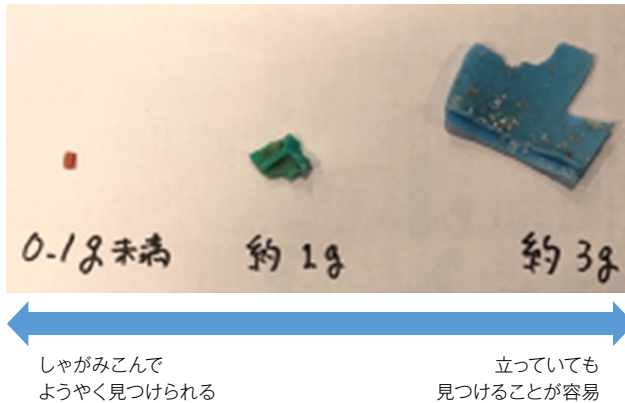 0.1g未満
約1g
約3g
しゃがみこんで
ようやく見つけられる
立っていても
見つけることが容易